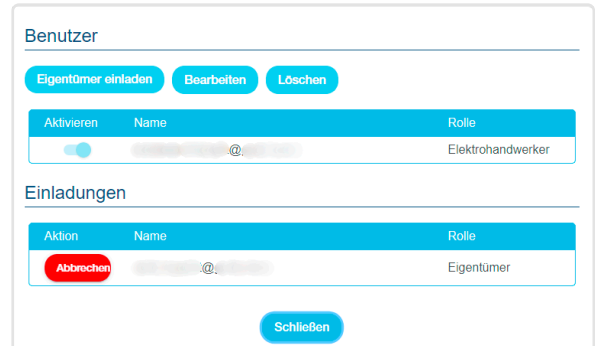 Benutzer
Eigentümer einladen Bearbeiten Löschen
Aktivieren Name Rolle
@ Elektrohandwerker
Einladungen
Aktion Name Rolle
Abbrechen @ Eigentümer
Schließen